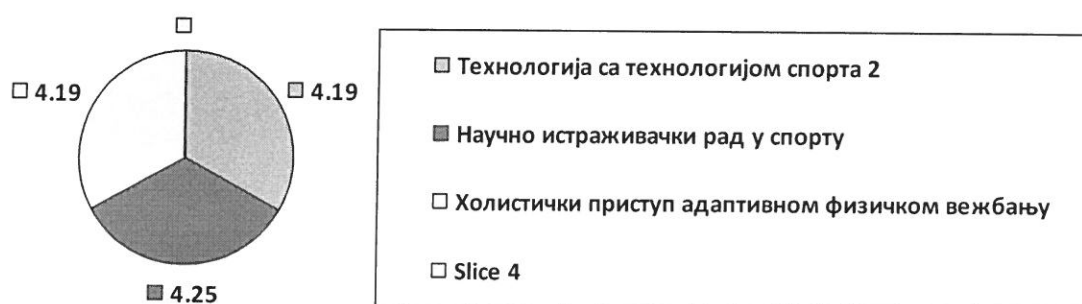 4.19
4.19
4.25
Технологија са технологијом спорта 2
Научно истраживачки рад у спорту
Холистички приступ адаптивном физичком вежбању
Slice 4